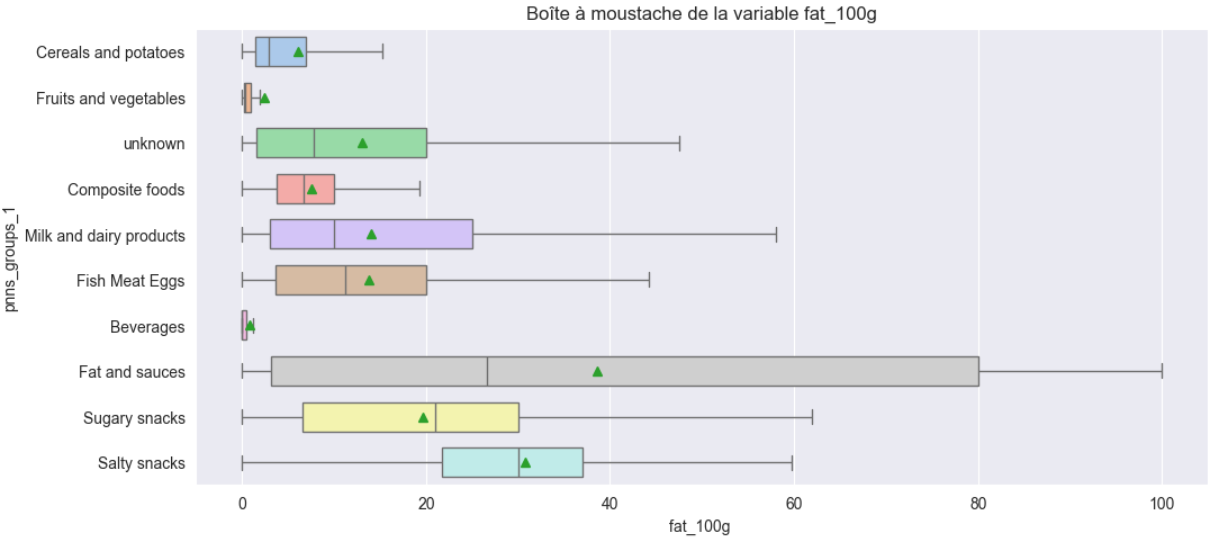 Boîte à moustache de la variable fat_100g
pnns_groups_1
Cereals and potatoes
Fruits and vegetables
unknown
Composite foods
Milk and dairy products
Fish Meat Eggs
Beverages
Fat and sauces
Sugary snacks
Salty snacks
0 20 40 60 80 100
fat_100g